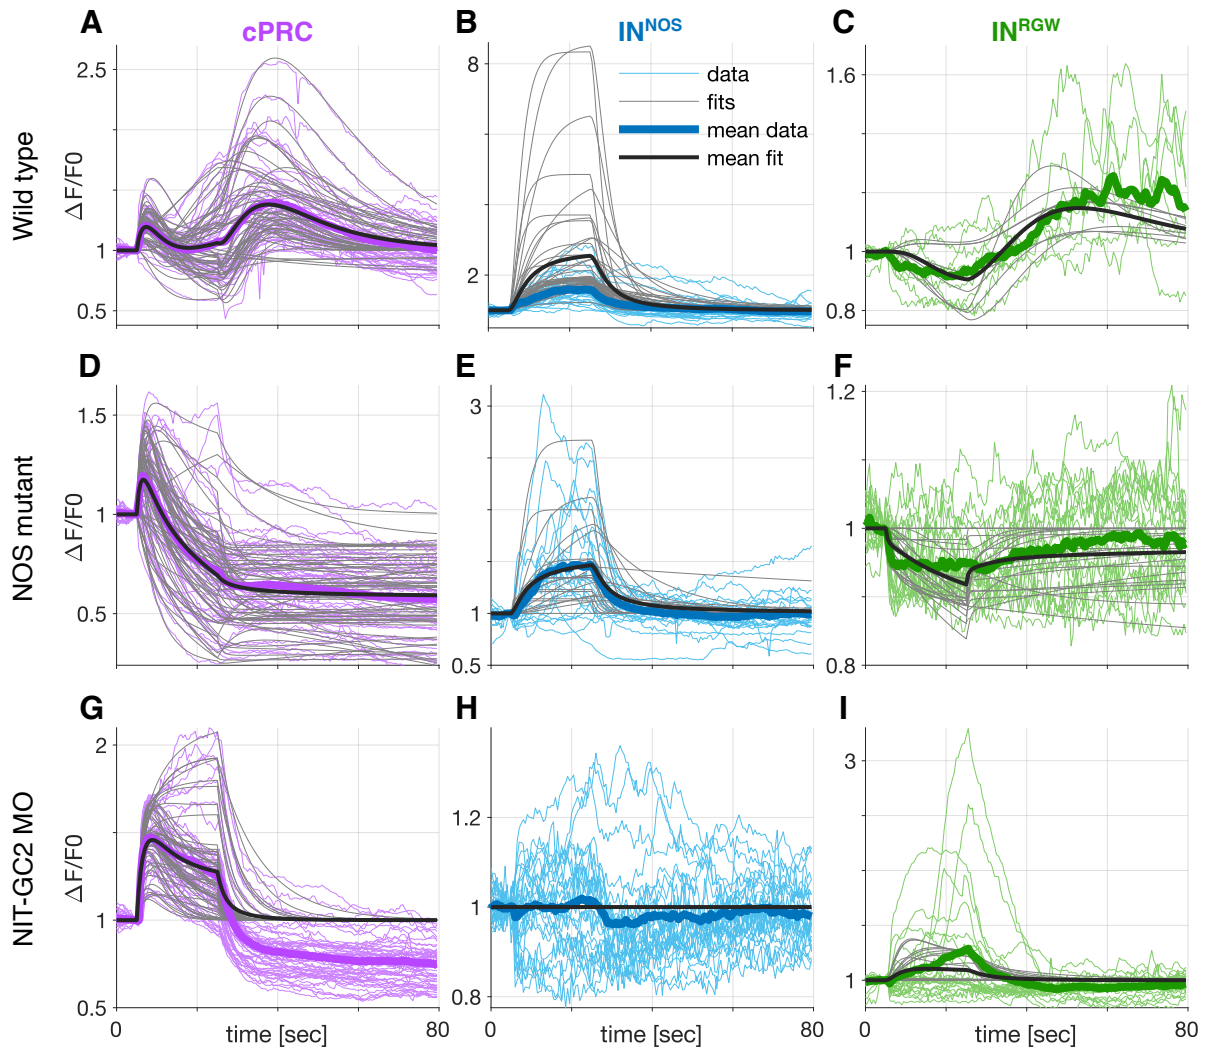 A cPRC B IN^NOS C IN^RGW
Wild type
ΔF/F0
2.5
1
0.5
8
2
data
fits
mean data
mean fit
1.6
1
0.8
D E F
NOS mutant
ΔF/F0
1.5
1
0.5
3
1
0.5
1.2
1
0.8
G H I
NIT-GC2 MO
ΔF/F0
2
1
0.5
1.2
1
0.8
3
1
0 time [sec] 80 0 time [sec] 80 0 time [sec] 80